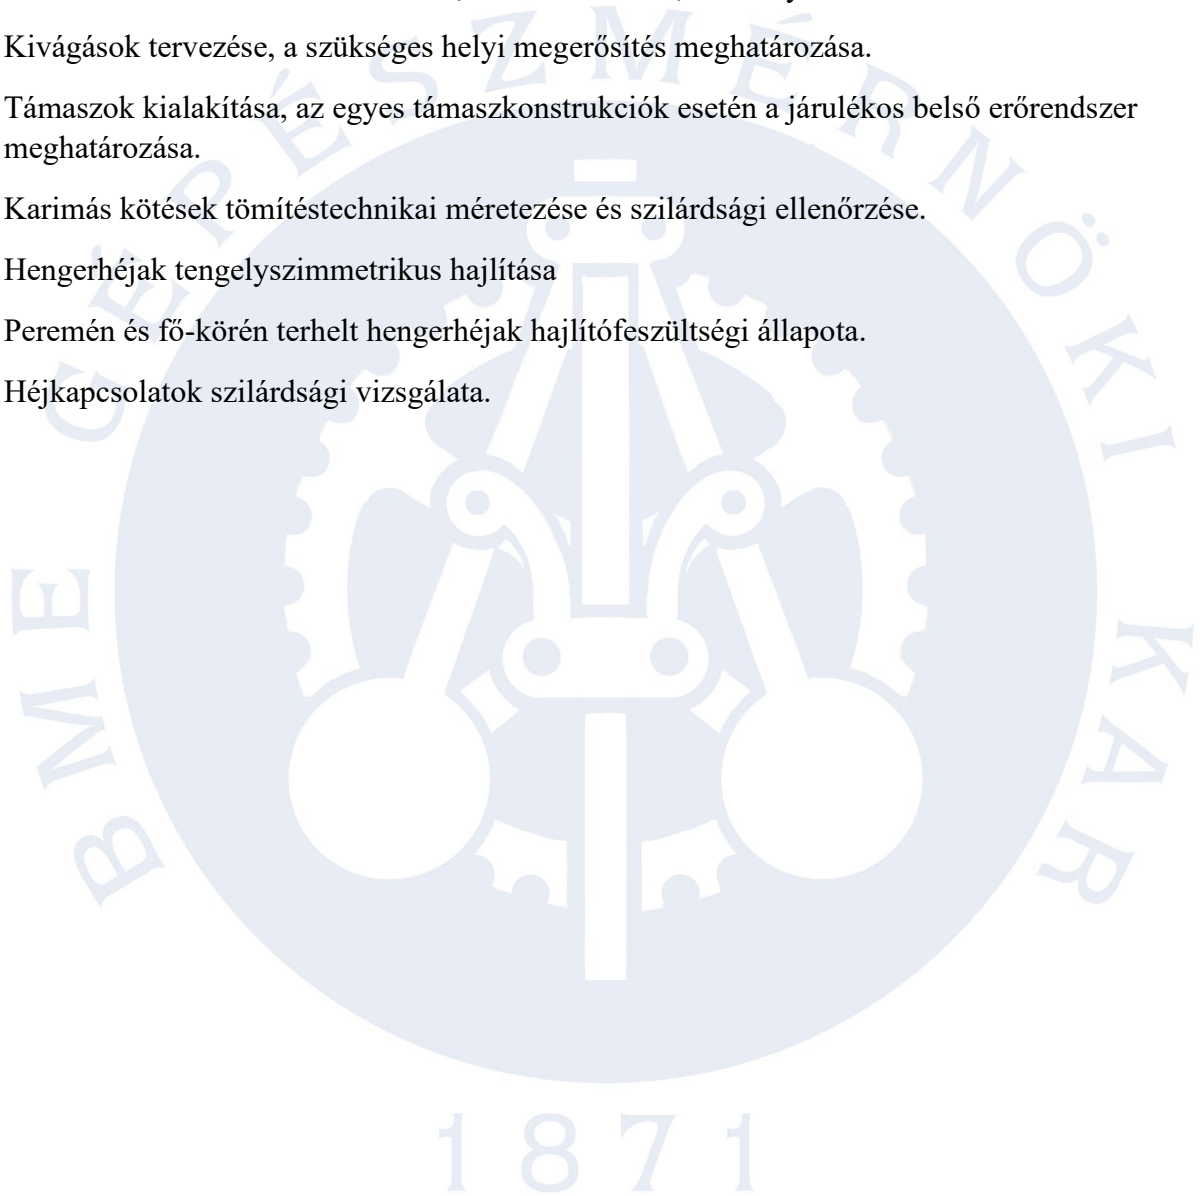 Kivágások tervezése, a szükséges helyi megerősítés meghatározása.
Támaszok kialakítása, az egyes támaszkonstrukciók esetén a járulékos belső erőrendszer
meghatározása.
Karimás kötések tömítéstechnikai méretezése és szilárdsági ellenőrzése.
Hengerhéjak tengelyszimmetrikus hajlítása
Peremén és fő-körén terhelt hengerhéjak hajlítófeszültségi állapota.
Héjkapcsolatok szilárdsági vizsgálata.
BME GÉPÉSZMÉRNÖKI KAR
1871